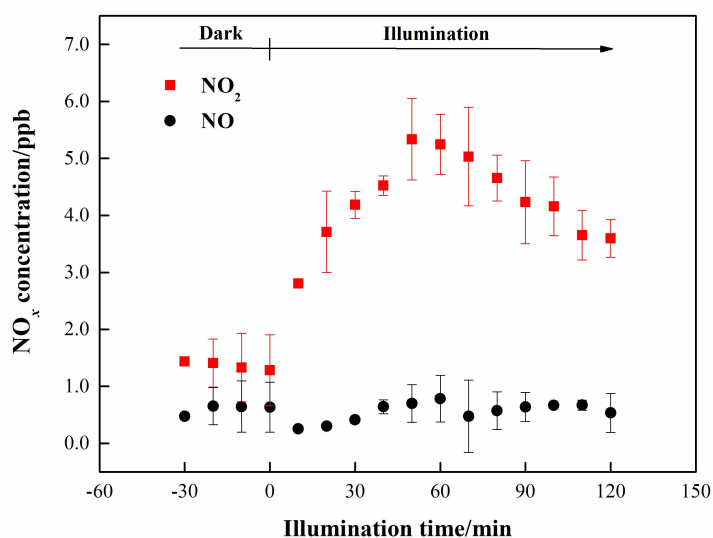 Dark Illumination
7.0
NO2
6.0
NO
5.0
4.0
3.0
2.0
1.0
0.0
NOx concentration/ppb
-60 -30 0 30 60 90 120 150
Illumination time/min